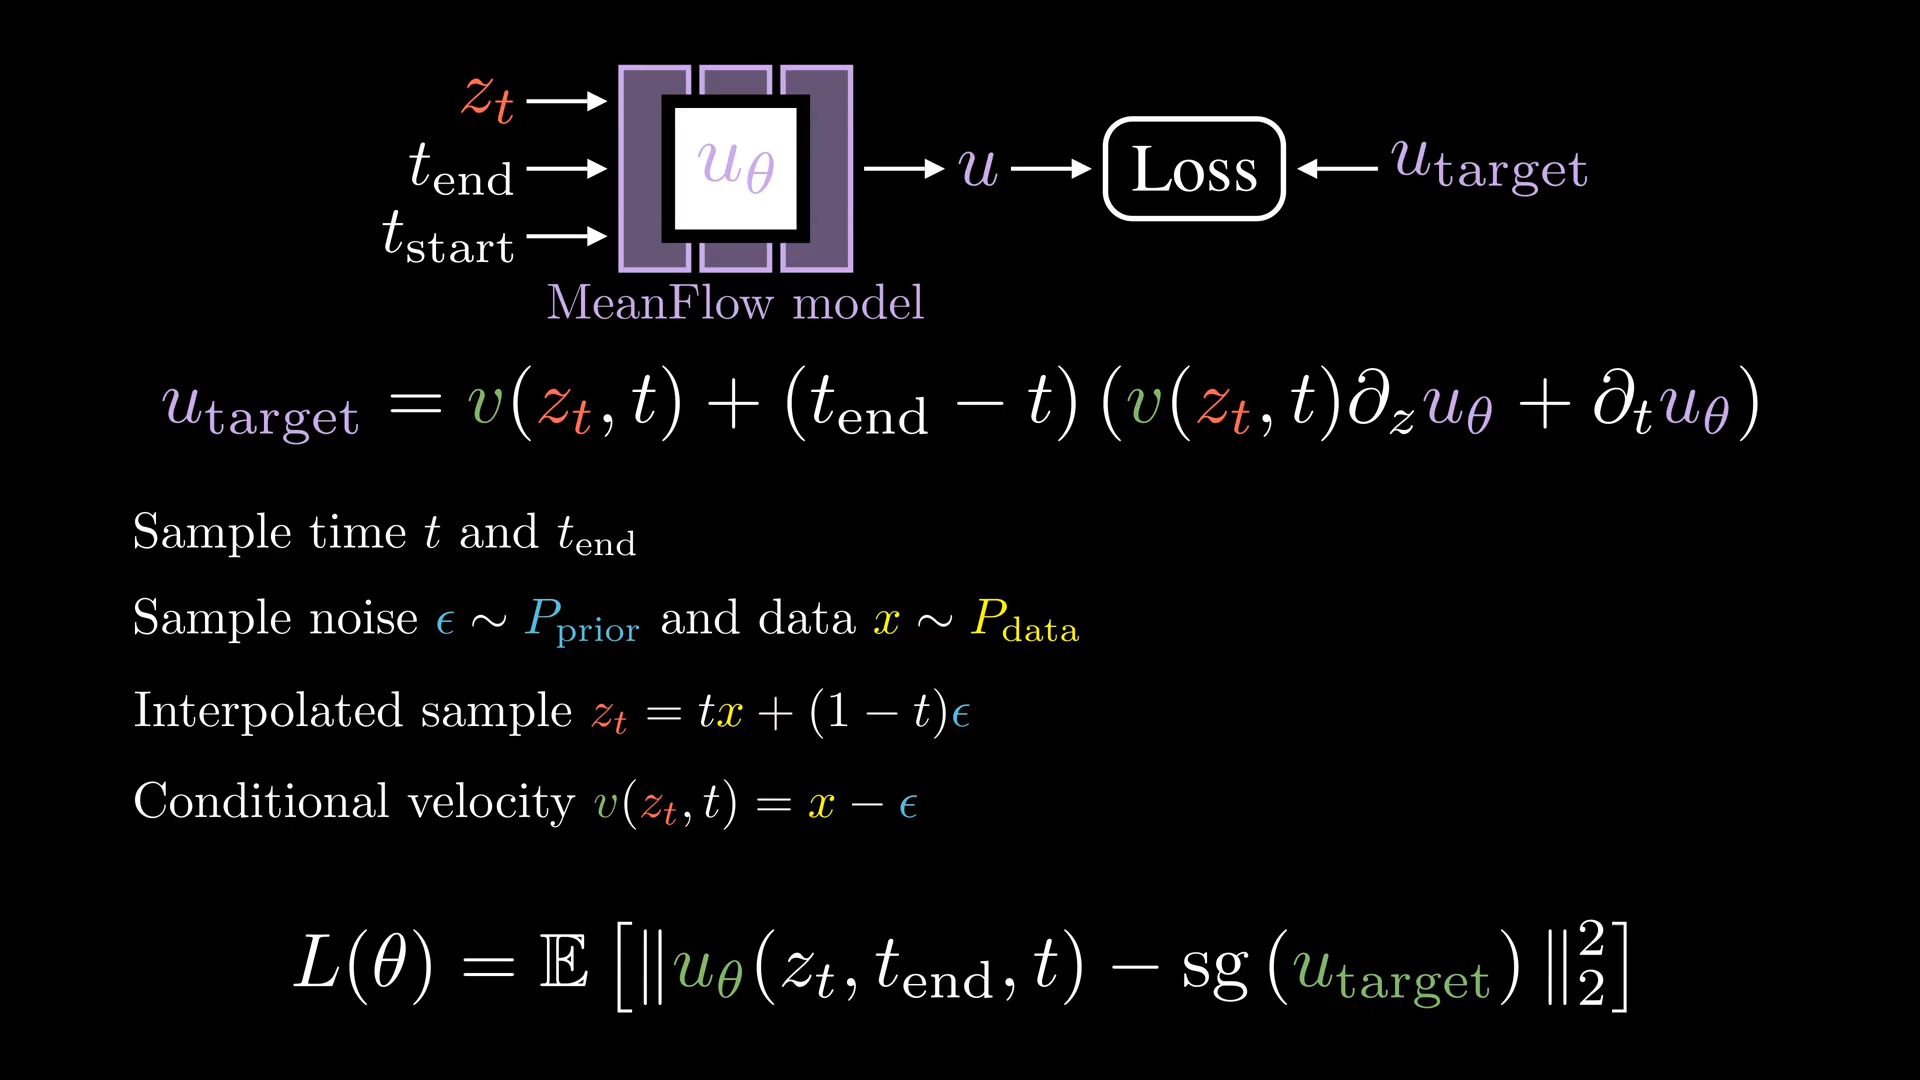 z_t
t_end
t_start
u_θ
u
Loss
u_target
MeanFlow model
u_target = v(z_t, t) + (t_end − t) (v(z_t, t)∂_z u_θ + ∂_t u_θ)
Sample time t and t_end
Sample noise ϵ ∼ P_prior and data x ∼ P_data
Interpolated sample z_t = tx + (1 − t)ϵ
Conditional velocity v(z_t, t) = x − ϵ
L(θ) = 𝔼 [‖u_θ(z_t, t_end, t) − sg (u_target) ‖_2^2]